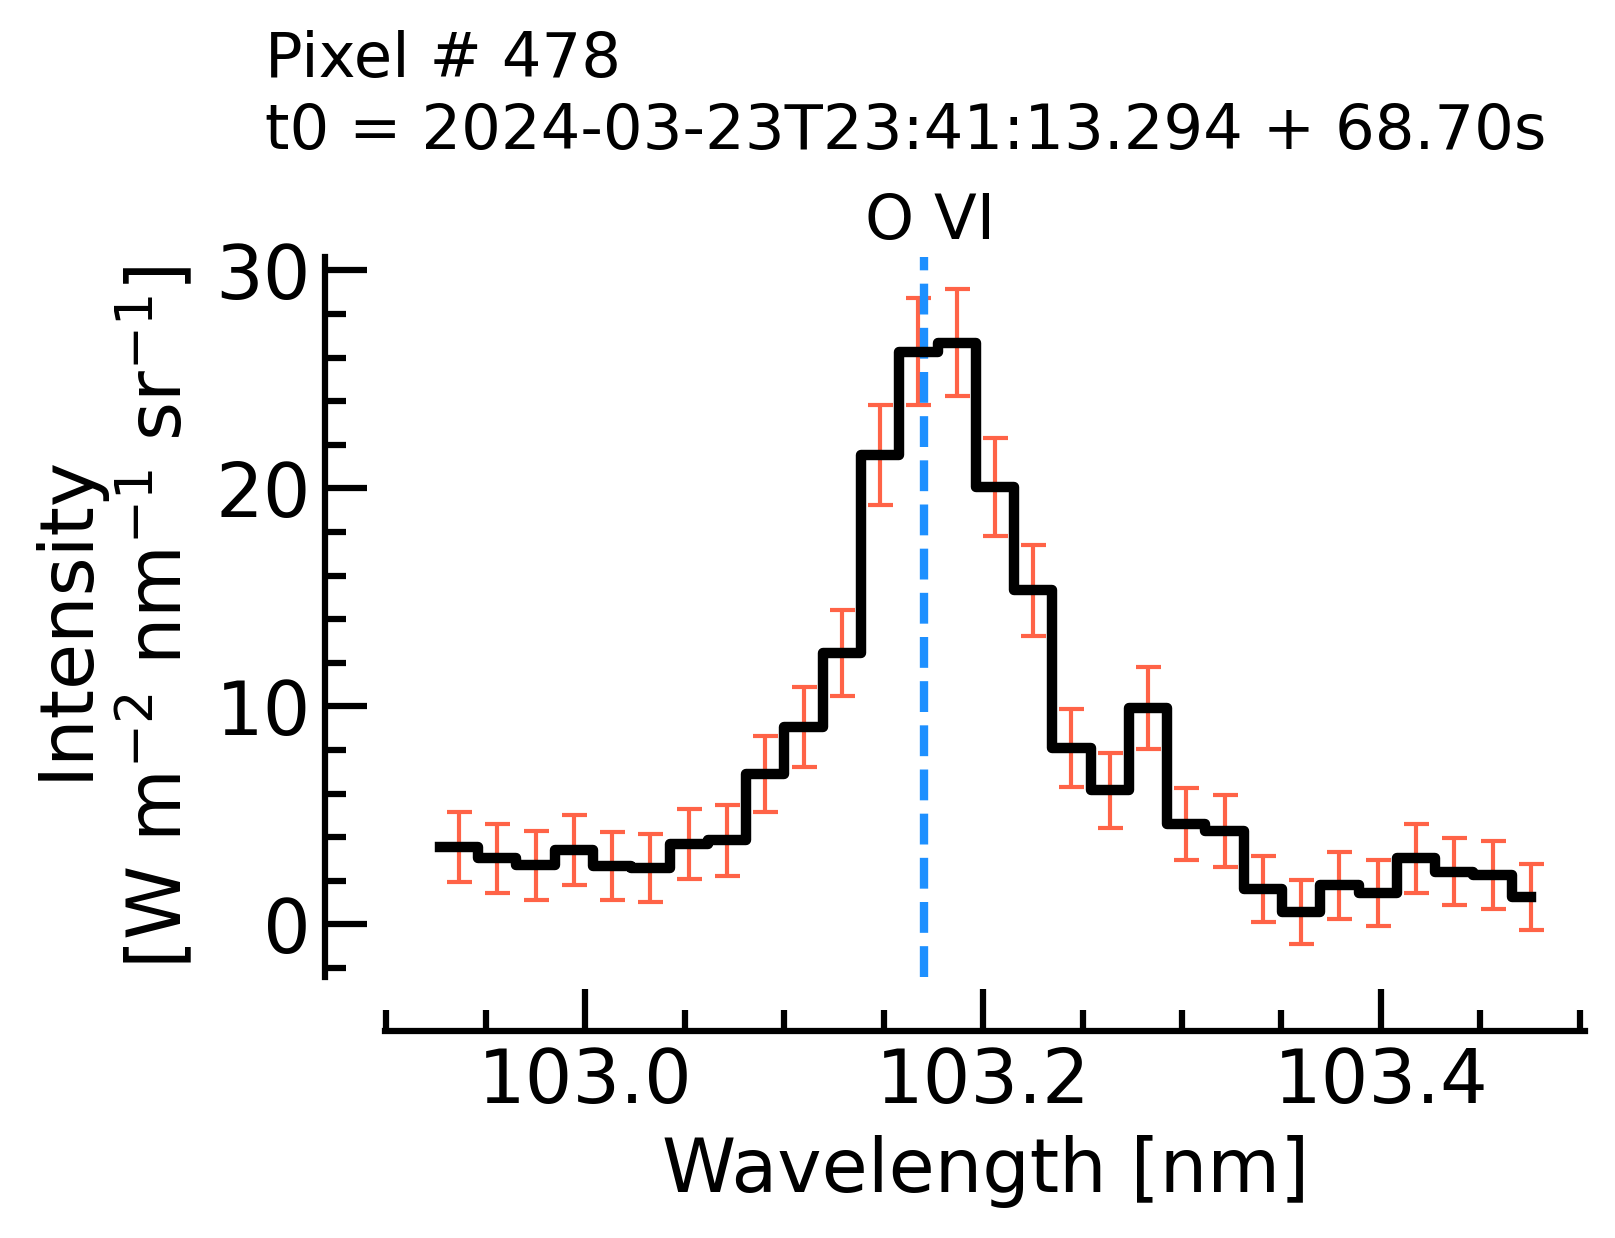 Pixel # 478
t0 = 2024-03-23T23:41:13.294 + 68.70s
O VI
Intensity
[W m⁻² nm⁻¹ sr⁻¹]
30
20
10
0
103.0 103.2 103.4
Wavelength [nm]